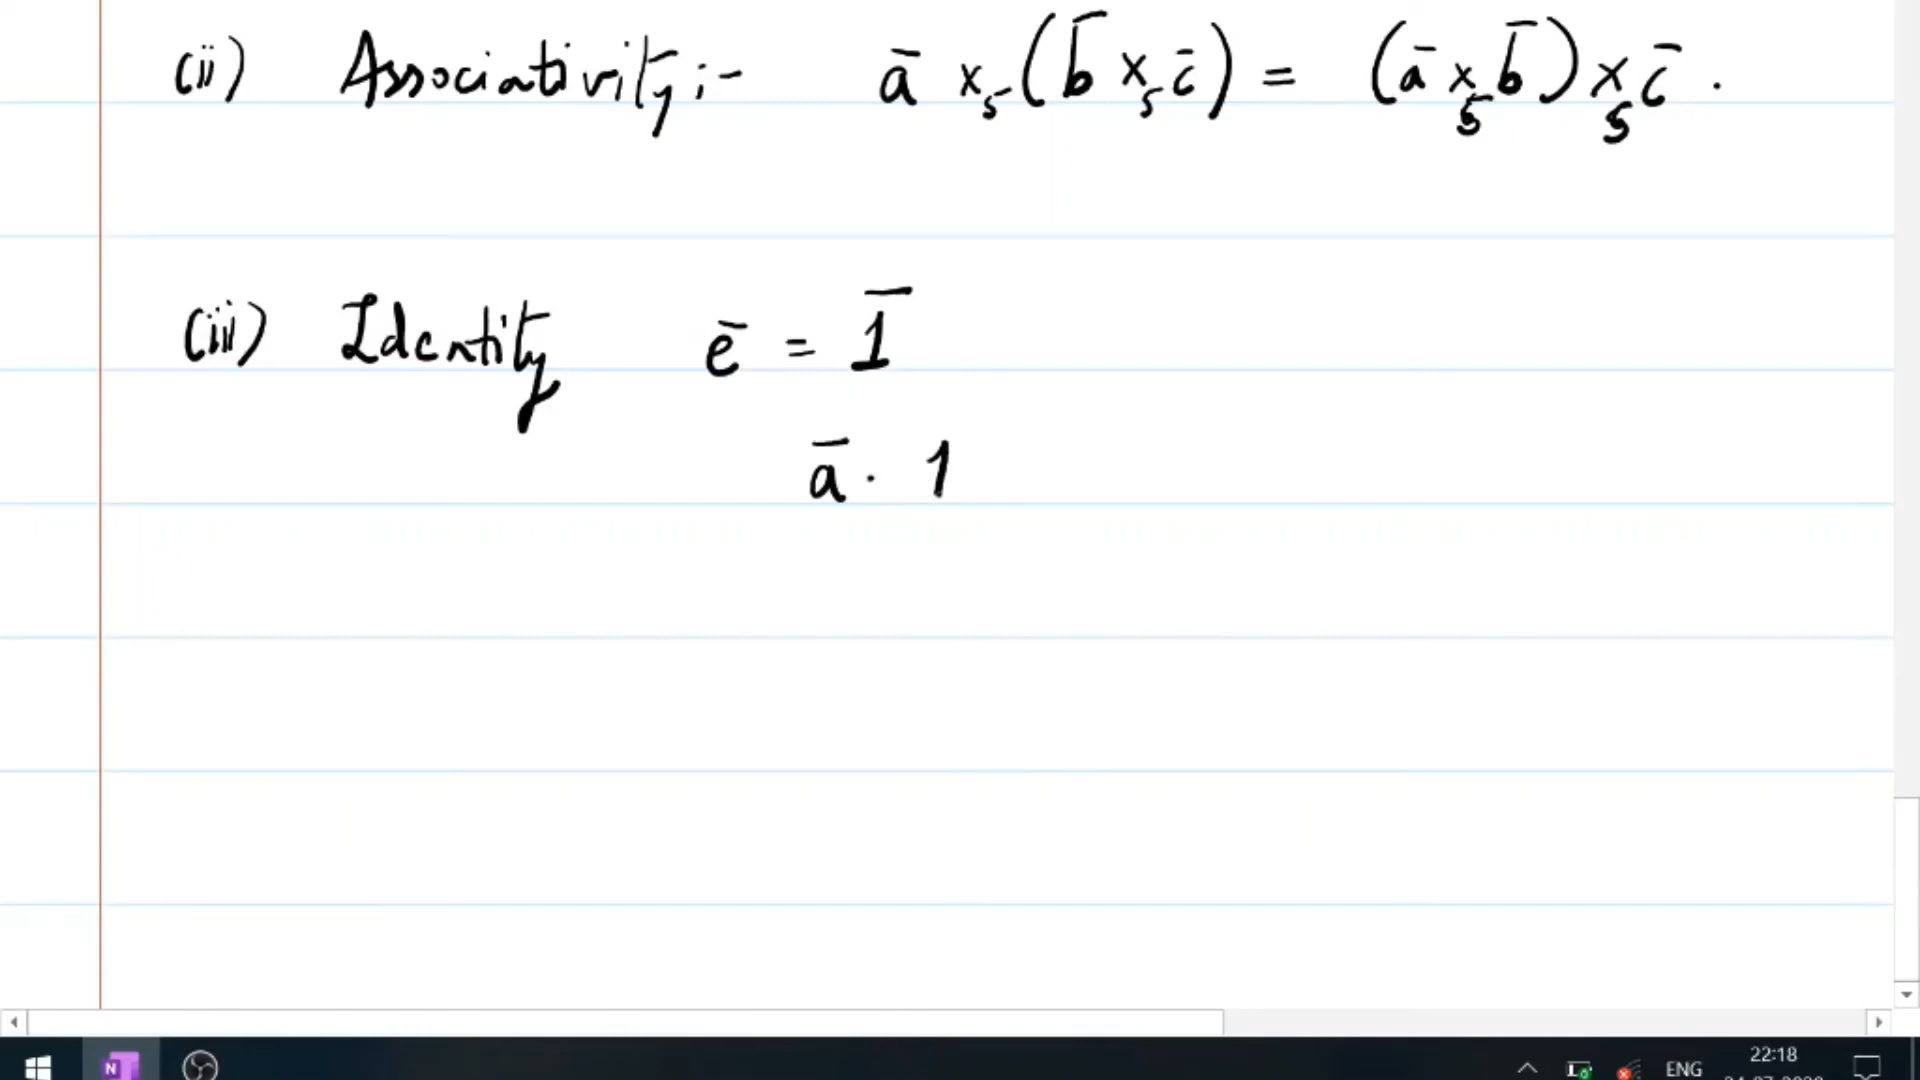 (ii) Associativity:- ā ×₅ (b̄ ×₅ c̄) = (ā ×₅ b̄) ×₅ c̄ .
(iii) Identity ē = 1̄
ā · 1
N ENG 22:18